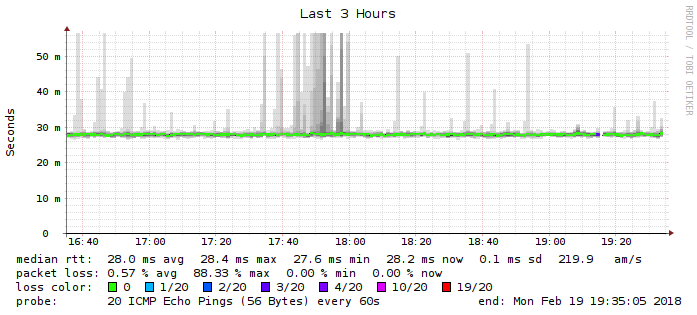 Last 3 Hours
RRDTOOL / TOBI OETIKER
Seconds
50 m
40 m
30 m
20 m
10 m
0
16:40 17:00 17:20 17:40 18:00 18:20 18:40 19:00 19:20
median rtt: 28.0 ms avg 28.4 ms max 27.6 ms min 28.2 ms now 0.1 ms sd 219.9 am/s
packet loss: 0.57 % avg 88.33 % max 0.00 % min 0.00 % now
loss color: 0 1/20 2/20 3/20 4/20 10/20 19/20
probe: 20 ICMP Echo Pings (56 Bytes) every 60s end: Mon Feb 19 19:35:05 2018